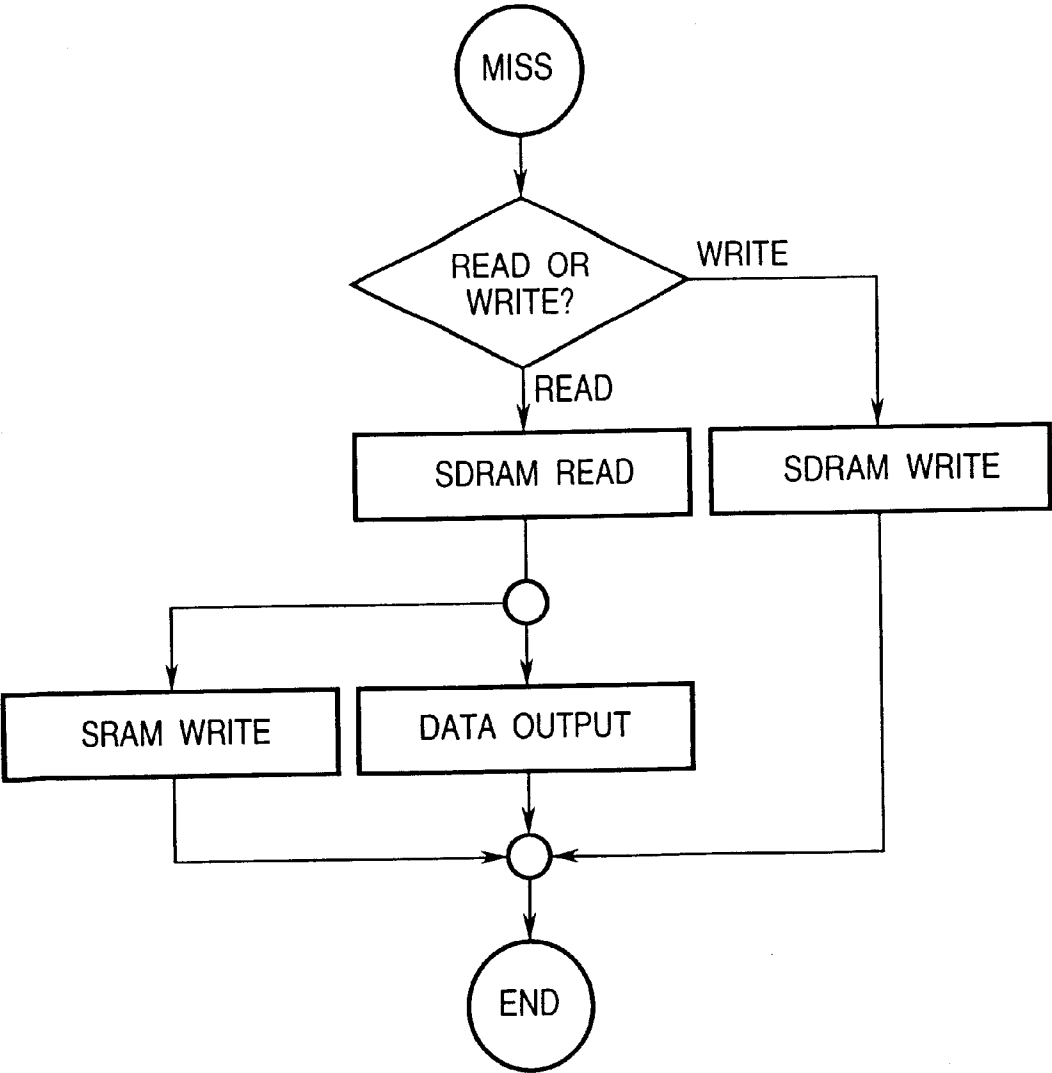 MISS
READ OR
WRITE?
WRITE
READ
SDRAM READ
SDRAM WRITE
SRAM WRITE
DATA OUTPUT
END